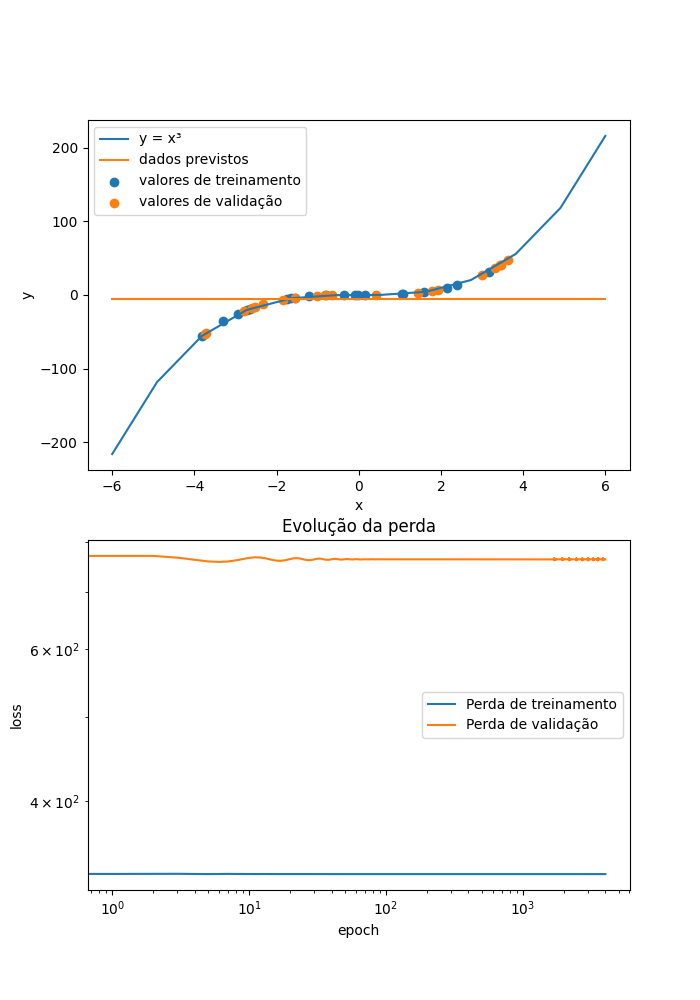 y = x³
dados previstos
valores de treinamento
valores de validação
200
100
0
−100
−200
y
−6 −4 −2 0 2 4 6
x
Evolução da perda
6 × 10²
4 × 10²
loss
Perda de treinamento
Perda de validação
10⁰ 10¹ 10² 10³
epoch